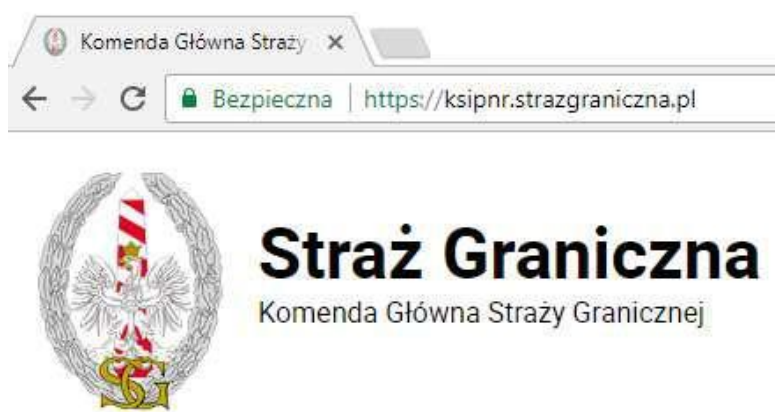 Komenda Główna Straży
Bezpieczna | https://ksipnr.strazgraniczna.pl
Straż Graniczna
Komenda Główna Straży Granicznej
SG